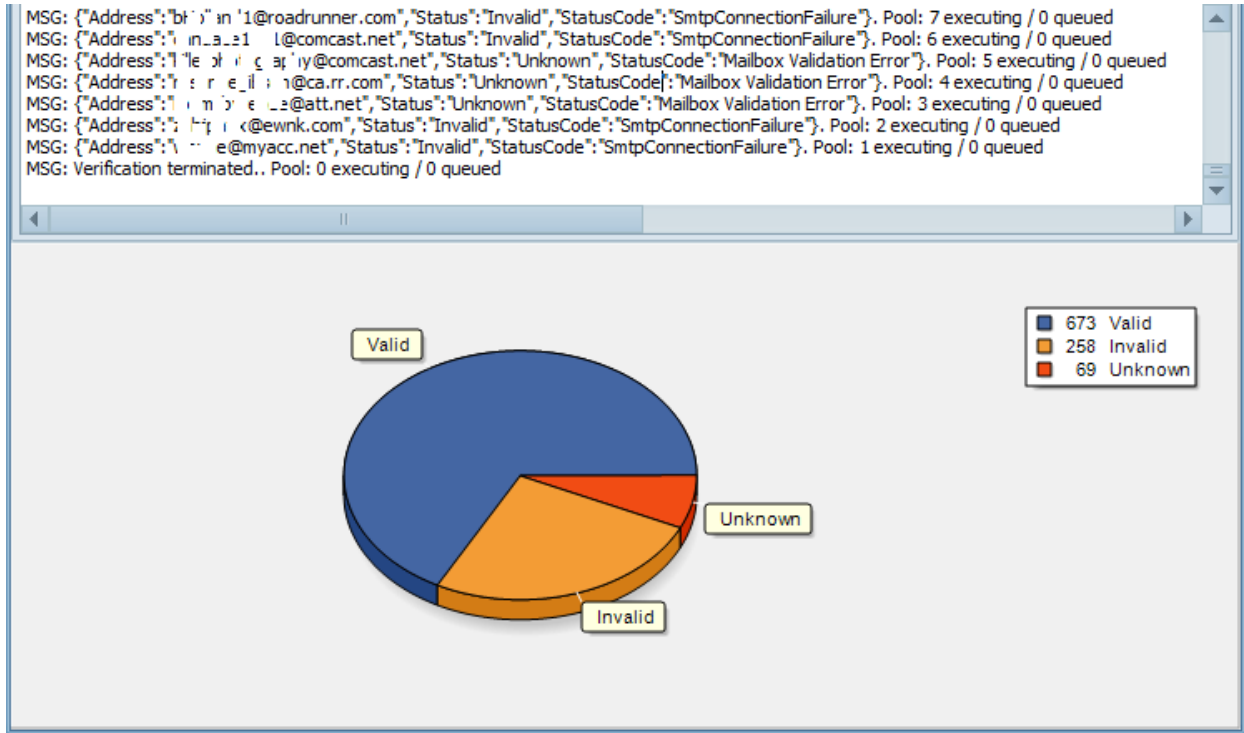 MSG: {"Address":"1@roadrunner.com","Status":"Invalid","StatusCode":"SmtpConnectionFailure"}. Pool: 7 executing / 0 queued
MSG: {"Address":"@comcast.net","Status":"Invalid","StatusCode":"SmtpConnectionFailure"}. Pool: 6 executing / 0 queued
MSG: {"Address":"@comcast.net","Status":"Unknown","StatusCode":"Mailbox Validation Error"}. Pool: 5 executing / 0 queued
MSG: {"Address":"@ca.rr.com","Status":"Unknown","StatusCode":"Mailbox Validation Error"}. Pool: 4 executing / 0 queued
MSG: {"Address":"@att.net","Status":"Unknown","StatusCode":"Mailbox Validation Error"}. Pool: 3 executing / 0 queued
MSG: {"Address":"@ewnk.com","Status":"Invalid","StatusCode":"SmtpConnectionFailure"}. Pool: 2 executing / 0 queued
MSG: {"Address":"@myacc.net","Status":"Invalid","StatusCode":"SmtpConnectionFailure"}. Pool: 1 executing / 0 queued
MSG: Verification terminated.. Pool: 0 executing / 0 queued
673 Valid
258 Invalid
69 Unknown
Valid
Unknown
Invalid